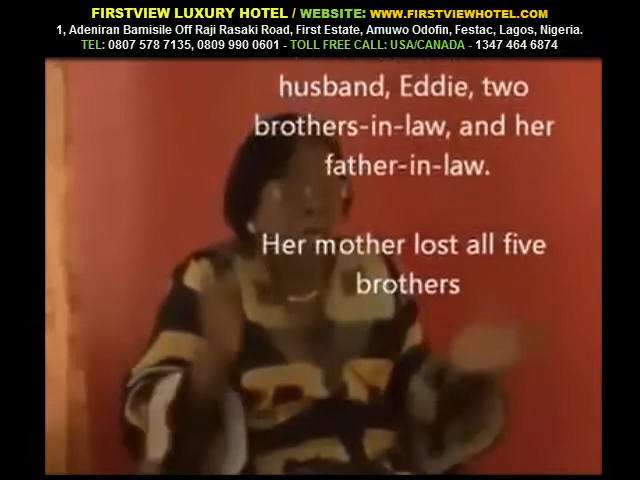 FIRSTVIEW LUXURY HOTEL / WEBSITE: WWW.FIRSTVIEWHOTEL.COM
1, Adeniran Bamisile Off Raji Rasaki Road, First Estate, Amuwo Odofin, Festac, Lagos, Nigeria.
TEL: 0807 578 7135, 0809 990 0601 - TOLL FREE CALL: USA/CANADA - 1347 464 6874
husband, Eddie, two
brothers-in-law, and her
father-in-law.
Her mother lost all five
brothers